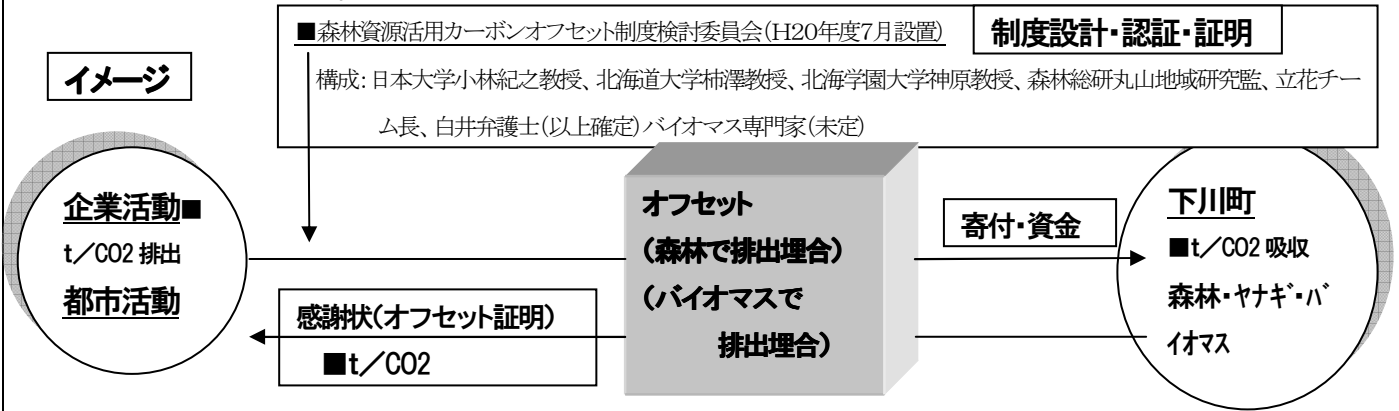 ■森林資源活用カーボンオフセット制度検討委員会(H20年度7月設置)
制度設計・認証・証明
イメージ
構成:日本大学小林紀之教授、北海道大学柿澤教授、北海学園大学神原教授、森林総研丸山地域研究監、立花チー
ム長、白井弁護士(以上確定)バイオマス専門家(未定)
企業活動■
t/CO2 排出
都市活動
オフセット
(森林で排出埋合)
(バイオマスで
排出埋合)
寄付・資金
下川町
■t/CO2 吸収
森林・ヤナギ・バ
イオマス
感謝状(オフセット証明)
■t/CO2